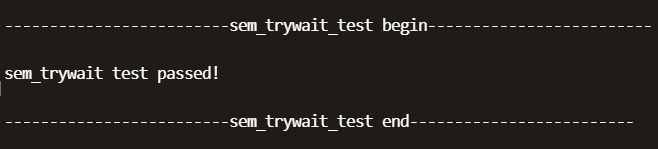 -------------------------sem_trywait_test begin-------------------------
sem_trywait test passed!
-------------------------sem_trywait_test end-------------------------